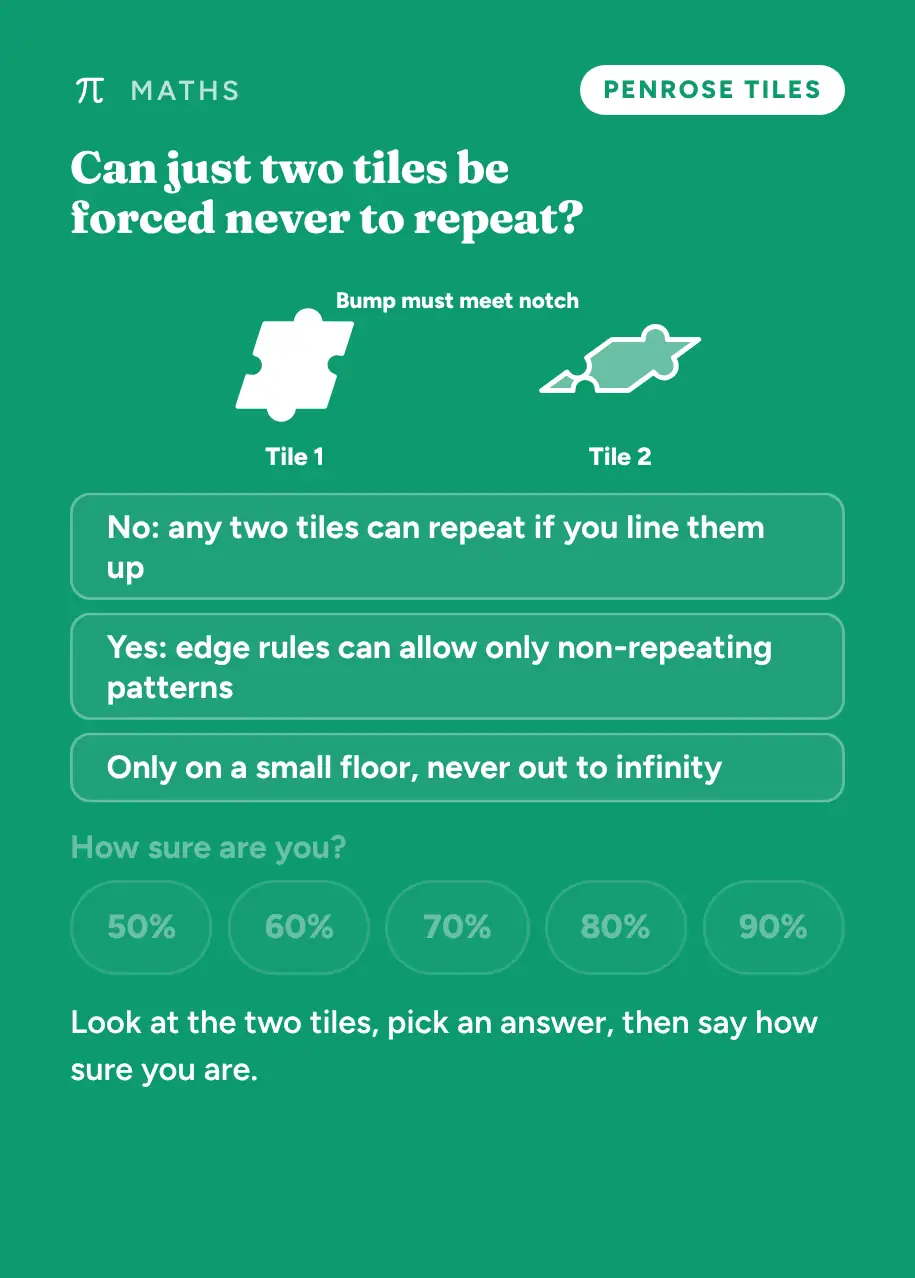 π MATHS
PENROSE TILES
Can just two tiles be
forced never to repeat?
Bump must meet notch
Tile 1
Tile 2
No: any two tiles can repeat if you line them
up
Yes: edge rules can allow only non-repeating
patterns
Only on a small floor, never out to infinity
How sure are you?
50%
60%
70%
80%
90%
Look at the two tiles, pick an answer, then say how
sure you are.